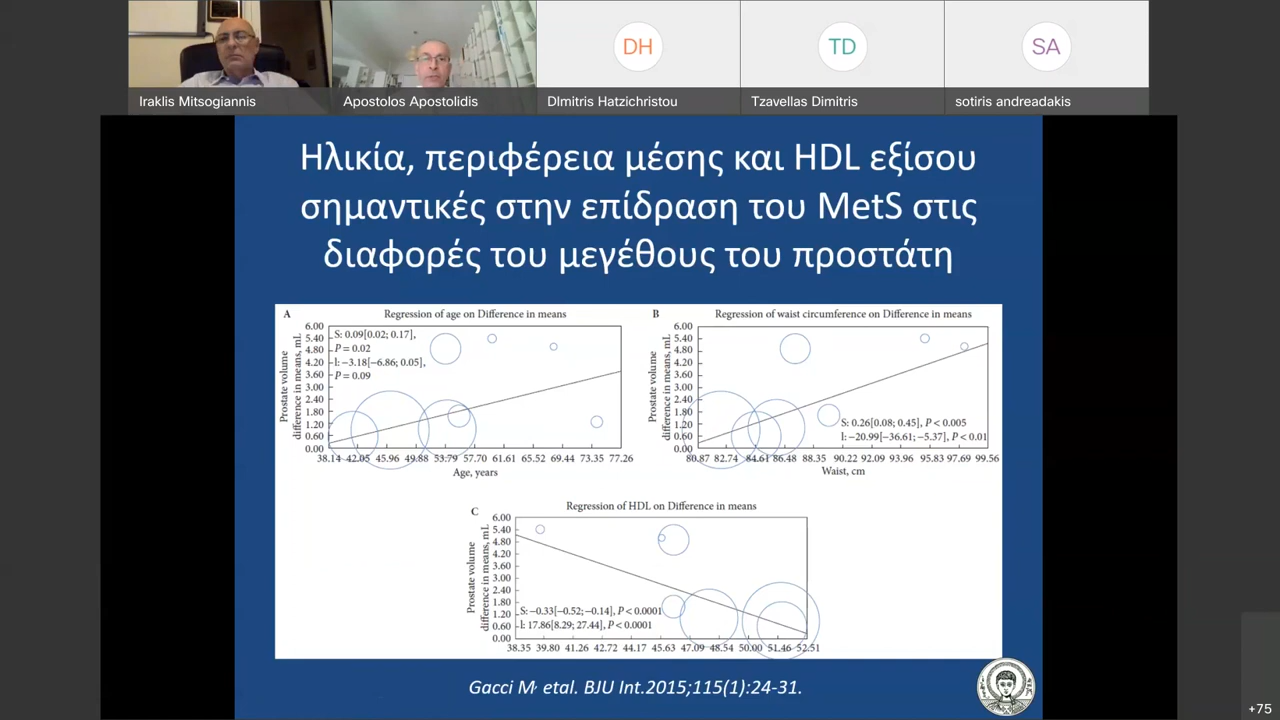 DH
TD
SA
Iraklis Mitsogiannis
Apostolos Apostolidis
DImitris Hatzichristou
Tzavellas Dimitris
sotiris andreadakis
Ηλικία, περιφέρεια μέσης και HDL εξίσου
σημαντικές στην επίδραση του MetS στις
διαφορές του μεγέθους του προστάτη
A
Regression of age on Difference in means
Prostate volume
difference in means, mL
6.00
5.40
4.80
4.20
3.60
3.00
2.40
1.80
1.20
0.60
0.00
S: 0.09[0.02; 0.17],
P = 0.02
l: −3.18[−6.86; 0.05],
P = 0.09
38.14 42.05 45.96 49.88 53.79 57.70 61.61 65.52 69.44 73.35 77.26
Age, years
B
Regression of waist circumference on Difference in means
Prostate volume
difference in means, mL
6.00
5.40
4.80
4.20
3.60
3.00
2.40
1.80
1.20
0.60
0.00
S: 0.26[0.08; 0.45], P < 0.005
l: −20.99[−36.61; −5.37], P < 0.01
80.87 82.74 84.61 86.48 88.35 90.22 92.09 93.96 95.83 97.69 99.56
Waist, cm
C
Regression of HDL on Difference in means
Prostate volume
difference in means, mL
6.00
5.40
4.80
4.20
3.60
3.00
2.40
1.80
1.20
0.60
0.00
S: −0.33[−0.52; −0.14], P < 0.0001
l: 17.86[8.29; 27.44], P < 0.0001
38.35 39.80 41.26 42.72 44.17 45.63 47.09 48.54 50.00 51.46 52.51
Gacci M, etal. BJU Int.2015;115(1):24-31.
+75